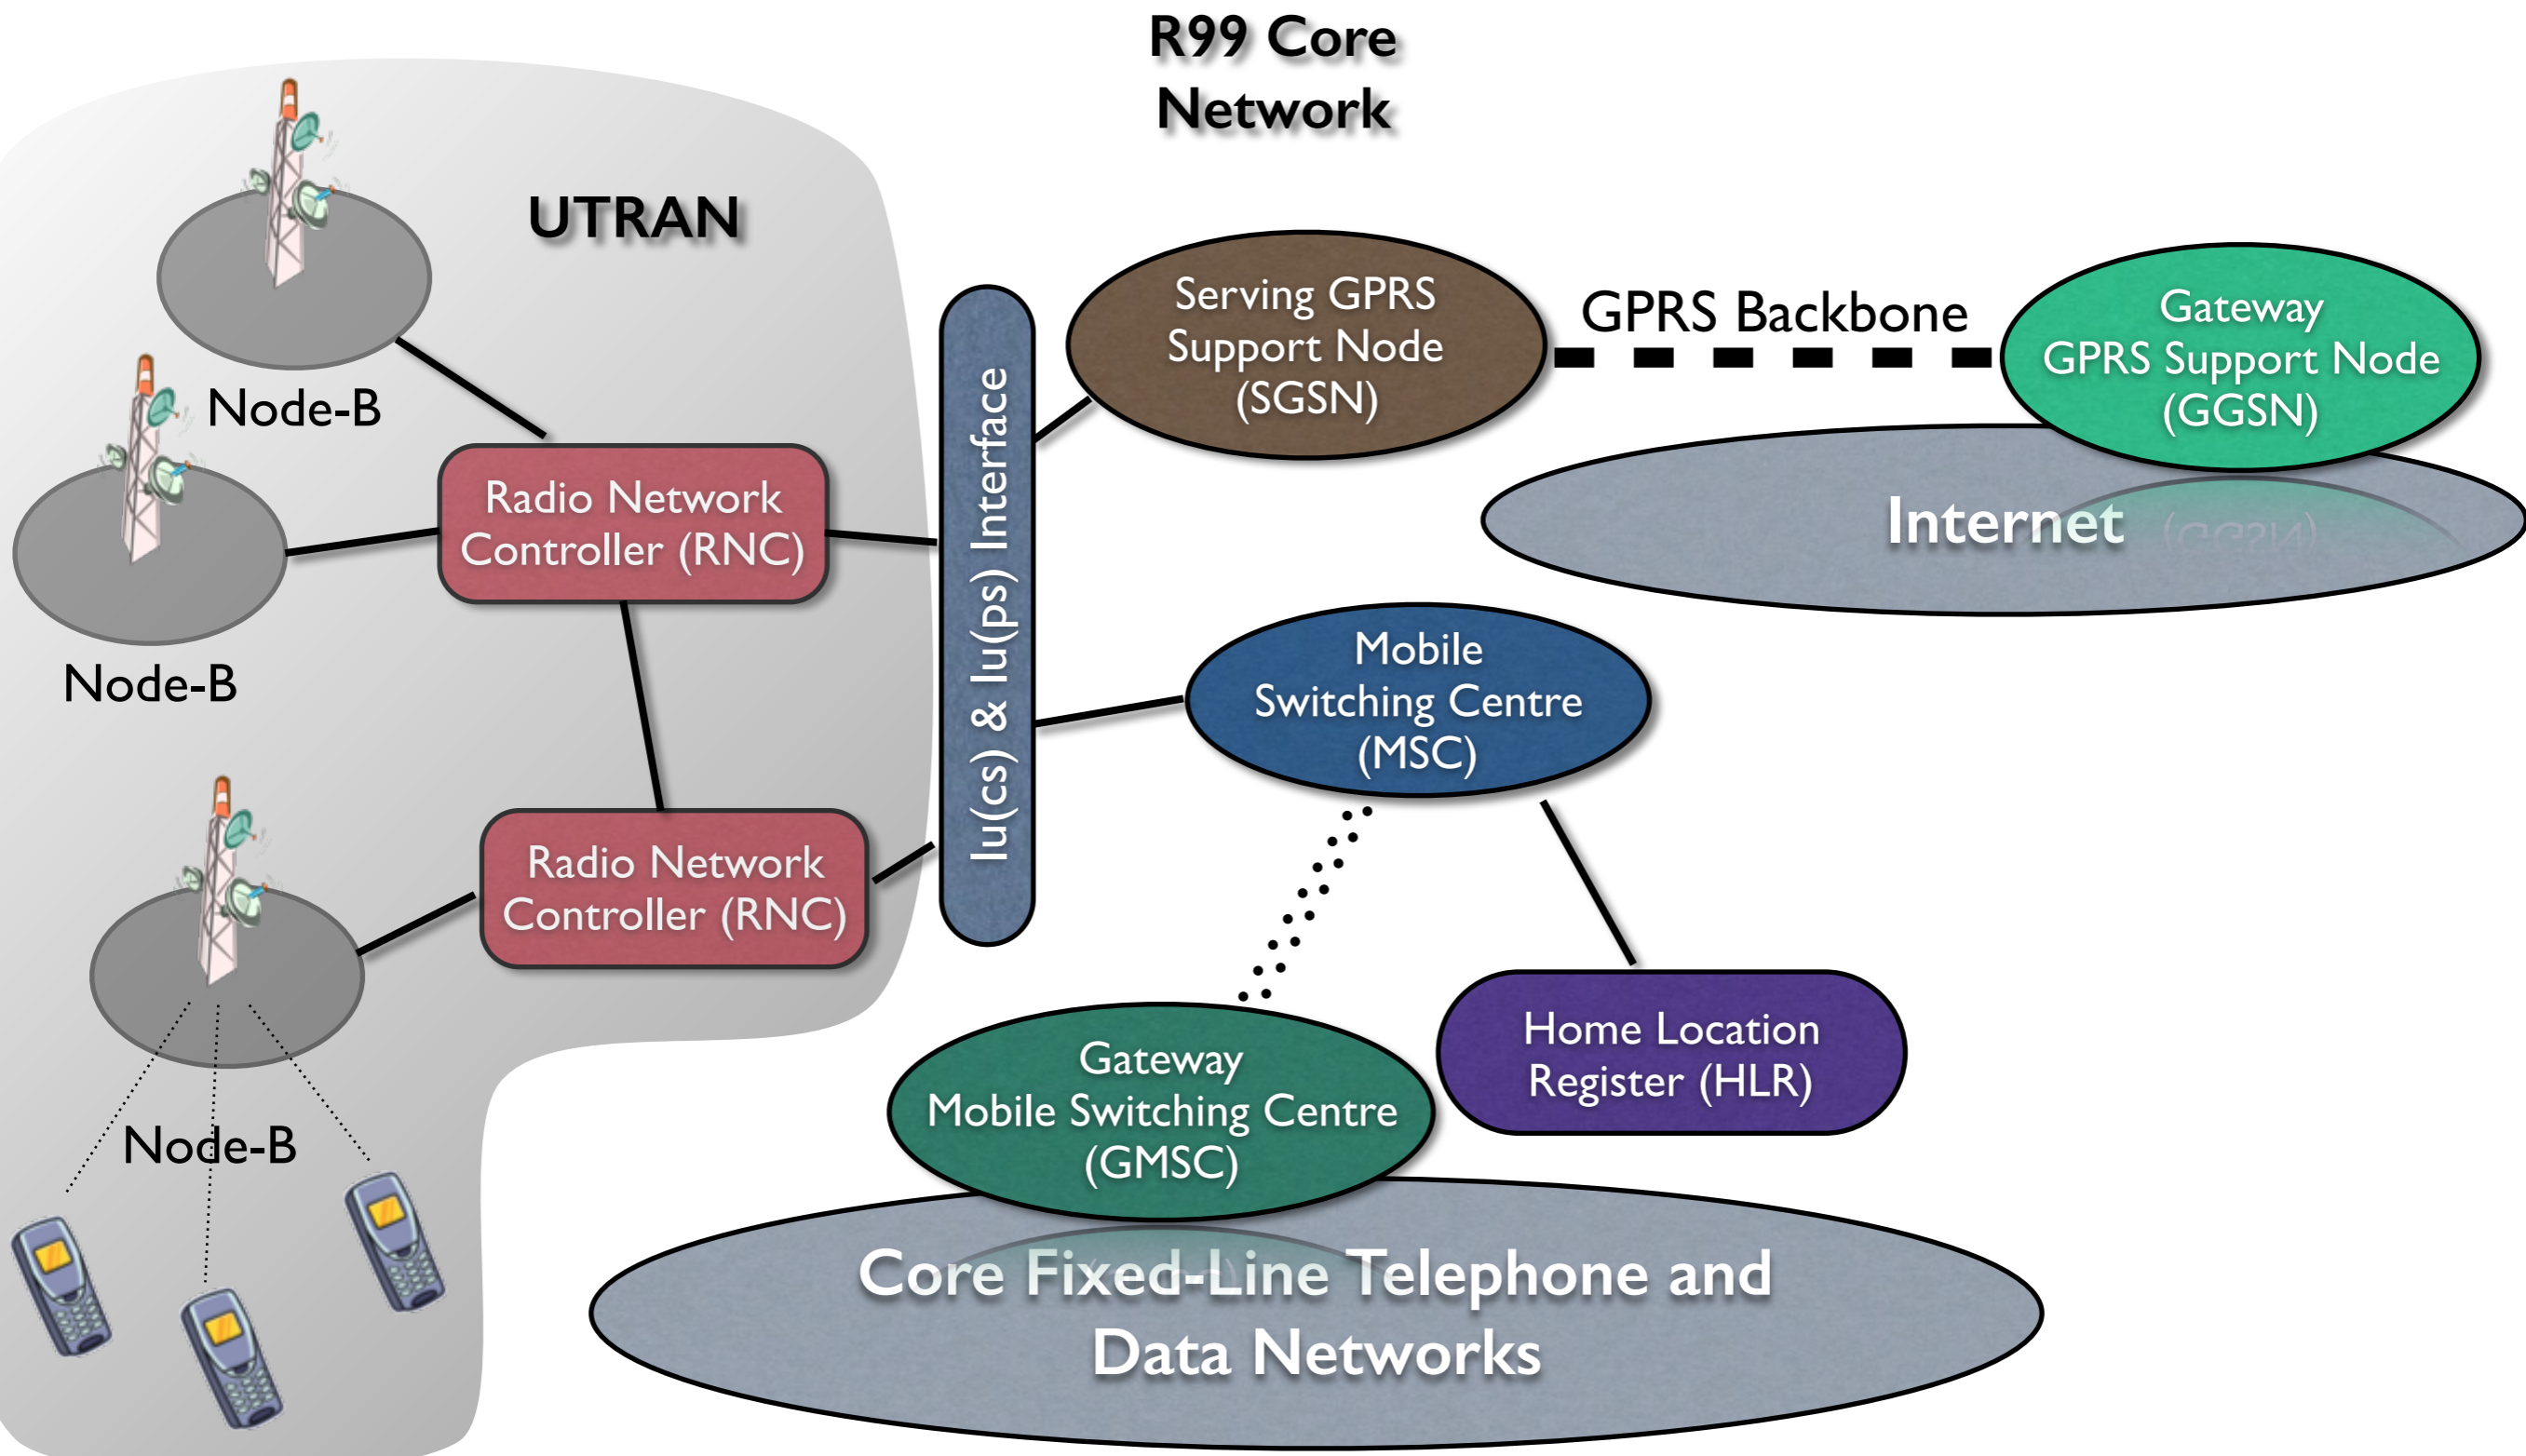 R99 Core
Network
UTRAN
Node-B
Node-B
Node-B
Radio Network
Controller (RNC)
Radio Network
Controller (RNC)
Iu(cs) & Iu(ps) Interface
Serving GPRS
Support Node
(SGSN)
GPRS Backbone
Gateway
GPRS Support Node
(GGSN)
Internet
Mobile
Switching Centre
(MSC)
Home Location
Register (HLR)
Gateway
Mobile Switching Centre
(GMSC)
Core Fixed-Line Telephone and
Data Networks